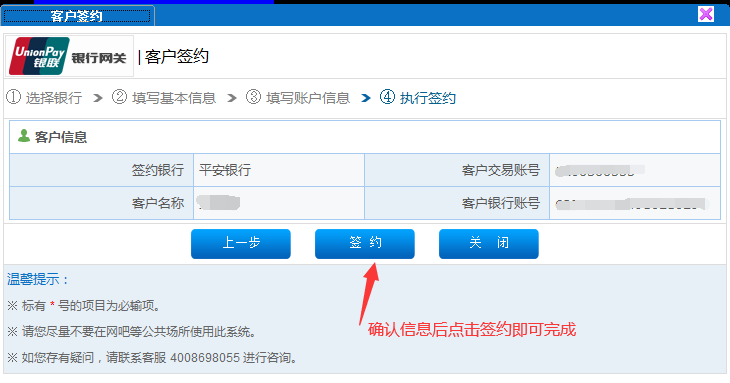 客户签约
UnionPay 银联 银行网关 | 客户签约
① 选择银行 > ② 填写基本信息 > ③ 填写账户信息 > ④ 执行签约
客户信息
签约银行 平安银行 客户交易账号
客户名称 客户银行账号
上一步 签 约 关 闭
温馨提示：
※ 标有 * 号的项目为必输项。
※ 请您尽量不要在网吧等公共场所使用此系统。
确认信息后点击签约即可完成
※ 如您存有疑问，请联系客服 4008698055 进行咨询。